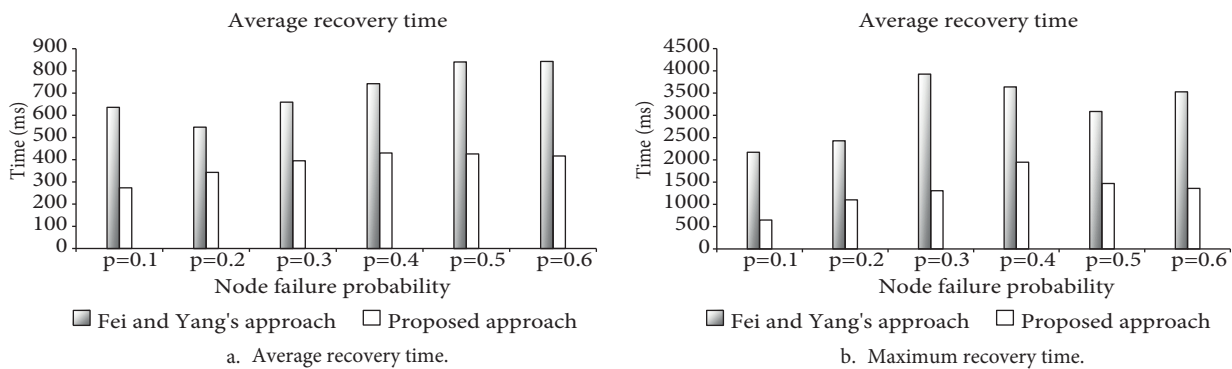 Average recovery time
900
800
700
600
500
400
300
200
100
0
Time (ms)
p=0.1 p=0.2 p=0.3 p=0.4 p=0.5 p=0.6
Node failure probability
Fei and Yang's approach Proposed approach
a. Average recovery time.
Average recovery time
4500
4000
3500
3000
2500
2000
1500
1000
500
0
Time (ms)
p=0.1 p=0.2 p=0.3 p=0.4 p=0.5 p=0.6
Node failure probability
Fei and Yang's approach Proposed approach
b. Maximum recovery time.